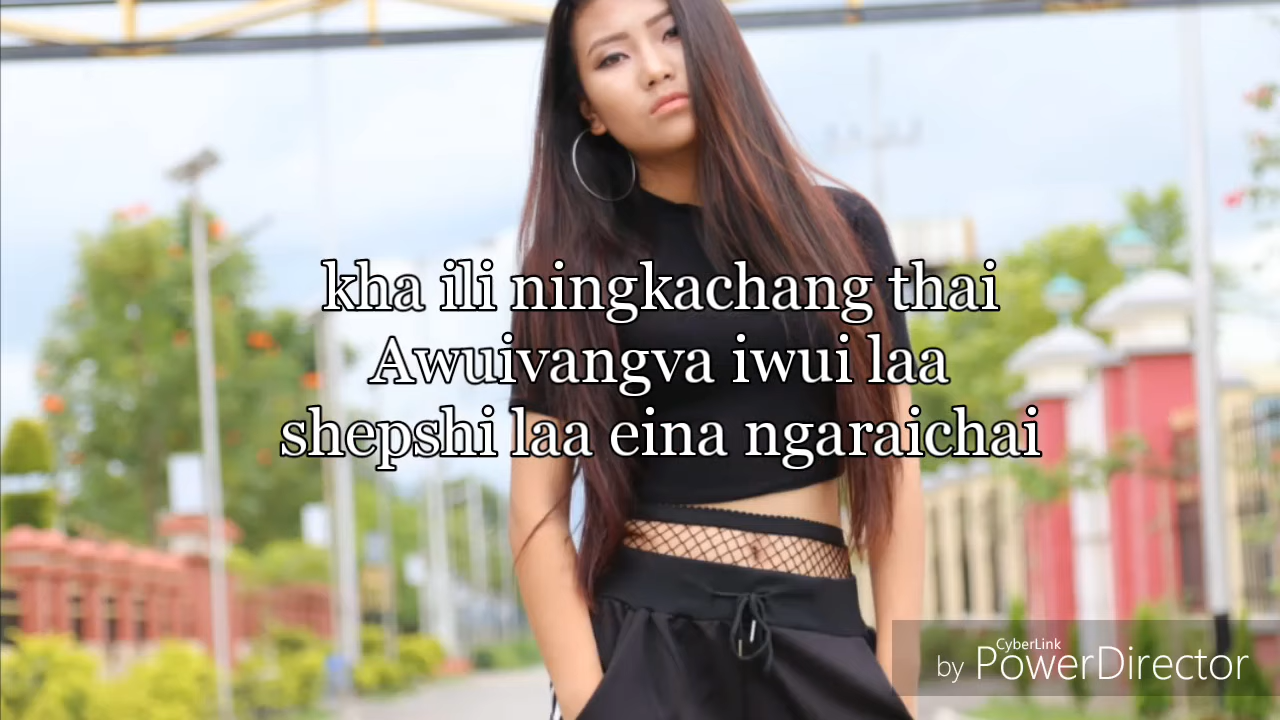 kha ili ningkachang thai
Awuivangva iwui laa
shepshi laa eina ngaraichai
CyberLink
by PowerDirector